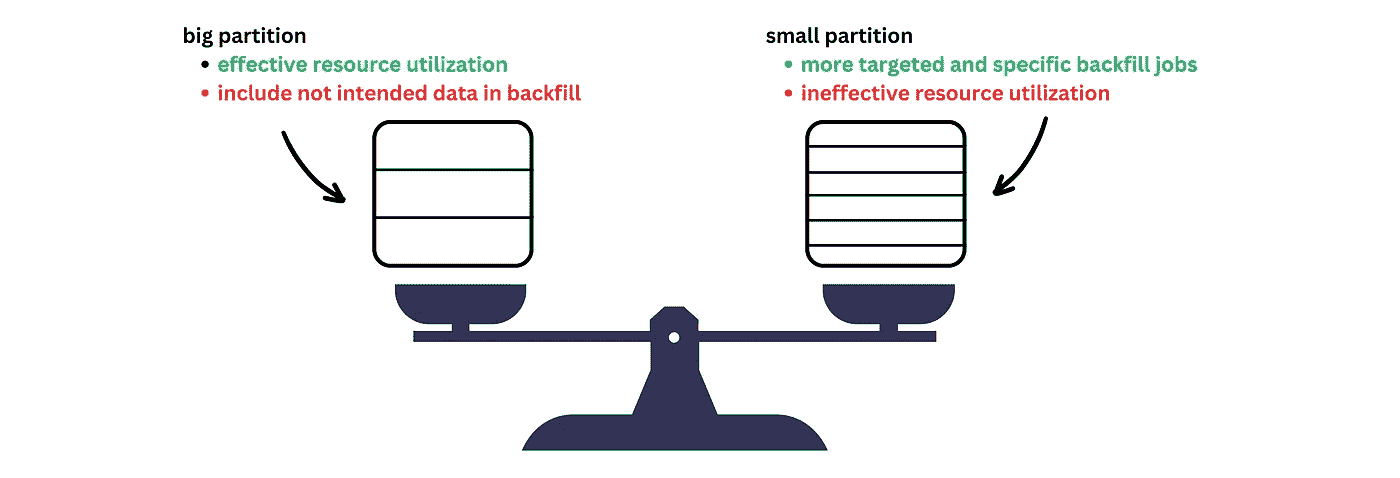 big partition
• effective resource utilization
• include not intended data in backfill
small partition
• more targeted and specific backfill jobs
• ineffective resource utilization